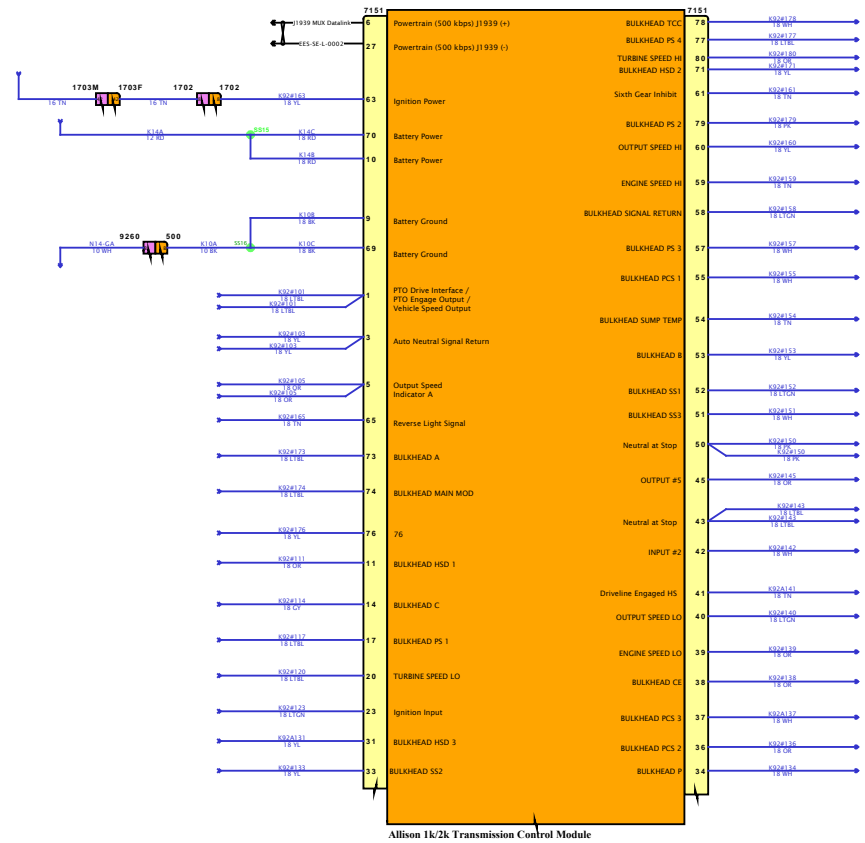 7151
7151
J1939 MUX Datalink
6
Powertrain (500 kbps) J1939 (+)
EES-SE-L-0002
27
Powertrain (500 kbps) J1939 (-)
1703M
1703F
1702
1702
16 TN
16 TN
K92#163
18 YL
63
Ignition Power
K14A
12 RD
SS15
K14C
18 RD
70
Battery Power
K14B
18 RD
10
Battery Power
K10B
18 BK
9
Battery Ground
9260
500
N14-GA
10 WH
K10A
10 BK
SS16
K10C
18 BK
69
Battery Ground
K92#101
18 LTBL
K92#101
18 LTBL
1
PTO Drive Interface /
PTO Engage Output /
Vehicle Speed Output
K92#103
18 YL
K92#103
18 YL
3
Auto Neutral Signal Return
K92#105
18 OR
K92#105
18 OR
5
Output Speed
Indicator A
K92#165
18 TN
65
Reverse Light Signal
K92#173
18 LTBL
73
BULKHEAD A
K92#174
18 LTBL
74
BULKHEAD MAIN MOD
K92#176
18 YL
76
76
K92#111
18 OR
11
BULKHEAD HSD 1
K92#114
18 GY
14
BULKHEAD C
K92#117
18 LTBL
17
BULKHEAD PS 1
K92#120
18 LTBL
20
TURBINE SPEED LO
K92#123
18 LTGN
23
Ignition Input
K92A131
18 YL
31
BULKHEAD HSD 3
K92#133
18 YL
33
BULKHEAD SS2
BULKHEAD TCC
78
K92#178
18 WH
BULKHEAD PS 4
77
K92#177
18 LTBL
TURBINE SPEED HI
80
K92#180
18 OR
BULKHEAD HSD 2
71
K92#171
18 YL
Sixth Gear Inhibit
61
K92#161
18 TN
BULKHEAD PS 2
79
K92#179
18 PK
OUTPUT SPEED HI
60
K92#160
18 YL
ENGINE SPEED HI
59
K92#159
18 TN
BULKHEAD SIGNAL RETURN
58
K92#158
18 LTGN
BULKHEAD PS 3
57
K92#157
18 WH
BULKHEAD PCS 1
55
K92#155
18 WH
BULKHEAD SUMP TEMP
54
K92#154
18 TN
BULKHEAD B
53
K92#153
18 YL
BULKHEAD SS1
52
K92#152
18 LTGN
BULKHEAD SS3
51
K92#151
18 WH
Neutral at Stop
50
K92#150
18 PK
K92#150
18 PK
OUTPUT #5
45
K92#145
18 OR
Neutral at Stop
43
K92#143
18 LTBL
K92#143
18 LTBL
INPUT #2
42
K92#142
18 WH
Driveline Engaged HS
41
K92A141
18 TN
OUTPUT SPEED LO
40
K92#140
18 LTGN
ENGINE SPEED LO
39
K92#139
18 OR
BULKHEAD CE
38
K92#138
18 OR
BULKHEAD PCS 3
37
K92A137
18 WH
BULKHEAD PCS 2
36
K92#136
18 OR
BULKHEAD P
34
K92#134
18 WH
Allison 1k/2k Transmission Control Module